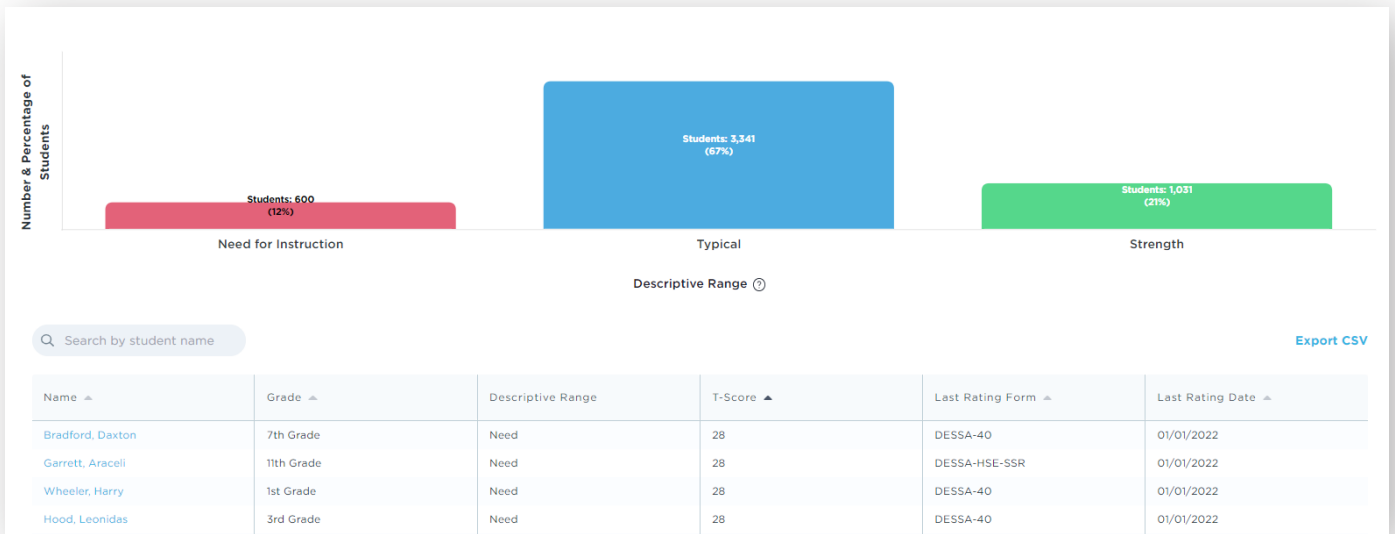 Number & Percentage of
Students
Students: 600
(12%)
Students: 3,341
(67%)
Students: 1,031
(21%)
Need for Instruction Typical Strength
Descriptive Range ?
Search by student name Export CSV
Name Grade Descriptive Range T-Score Last Rating Form Last Rating Date
Bradford, Daxton 7th Grade Need 28 DESSA-40 01/01/2022
Garrett, Araceli 11th Grade Need 28 DESSA-HSE-SSR 01/01/2022
Wheeler, Harry 1st Grade Need 28 DESSA-40 01/01/2022
Hood, Leonidas 3rd Grade Need 28 DESSA-40 01/01/2022